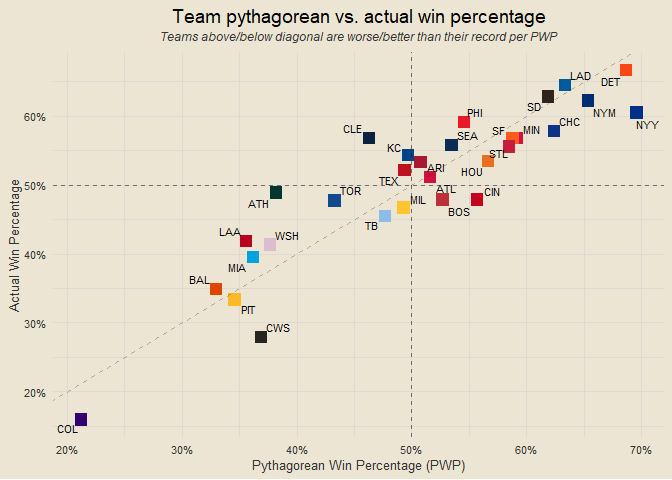 Team pythagorean vs. actual win percentage
Teams above/below diagonal are worse/better than their record per PWP
DET
LAD
SD
NYM
NYY
60%
PHI
CHC
CLE
SF
MIN
SEA
KC
STL
ARI
HOU
TEX
50%
ATH
TOR
ATL
CIN
MIL
BOS
TB
LAA
WSH
40%
MIA
BAL
PIT
30%
CWS
20%
COL
Actual Win Percentage
20%
30%
40%
50%
60%
70%
Pythagorean Win Percentage (PWP)